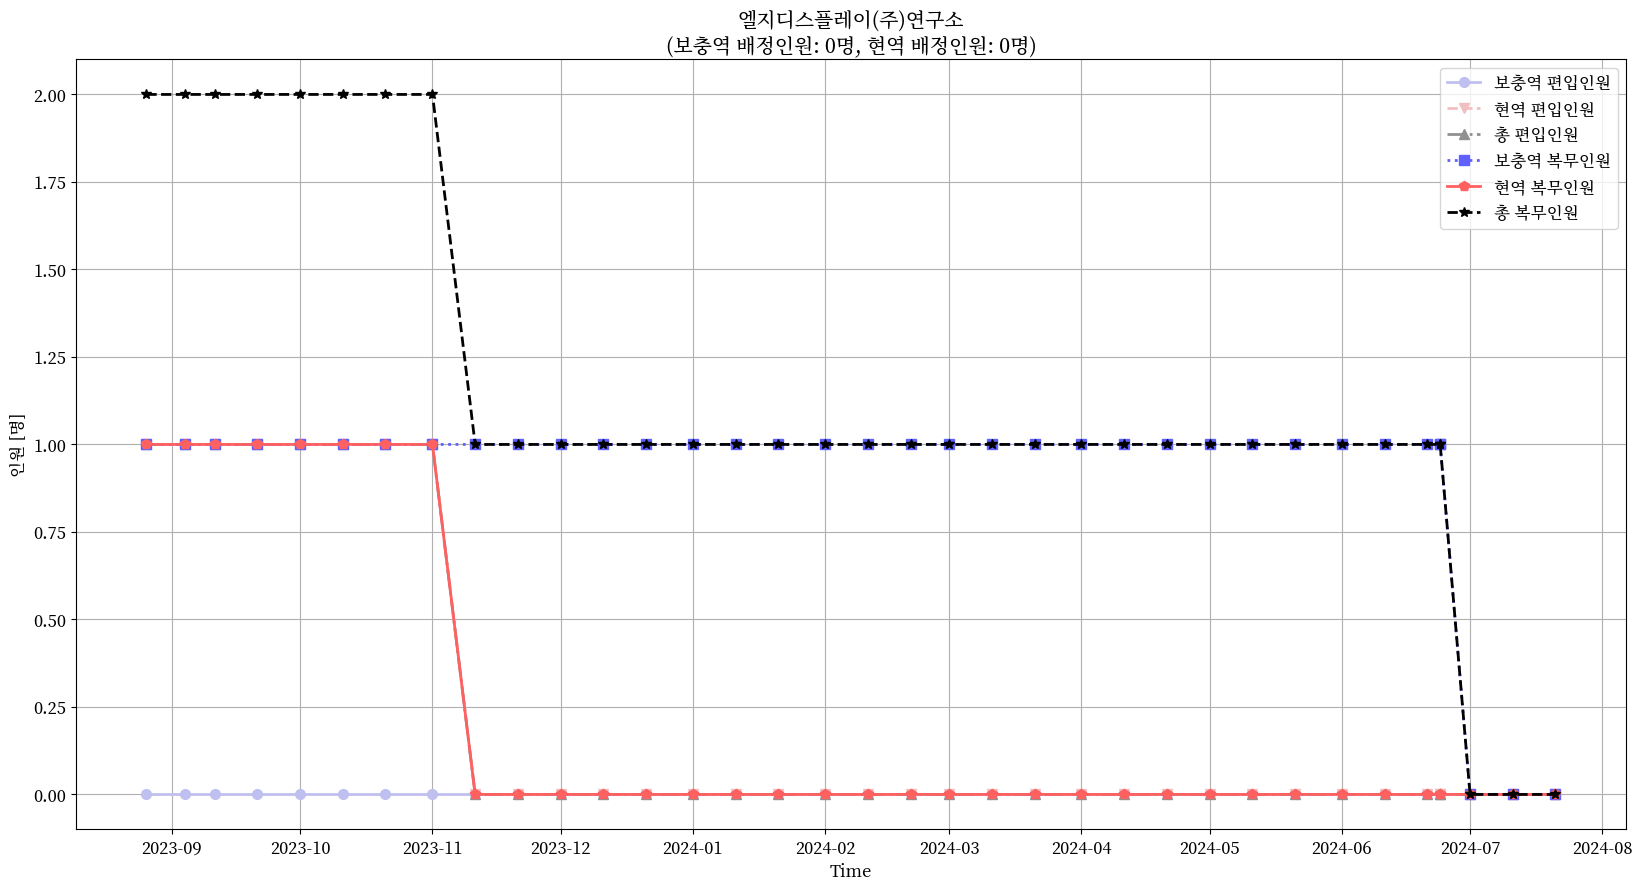 엘지디스플레이(주)연구소
(보충역 배정인원: 0명, 현역 배정인원: 0명)
보충역 편입인원
현역 편입인원
총 편입인원
보충역 복무인원
현역 복무인원
총 복무인원
인원 [명]
2.00
1.75
1.50
1.25
1.00
0.75
0.50
0.25
0.00
2023-09 2023-10 2023-11 2023-12 2024-01 2024-02 2024-03 2024-04 2024-05 2024-06 2024-07 2024-08
Time